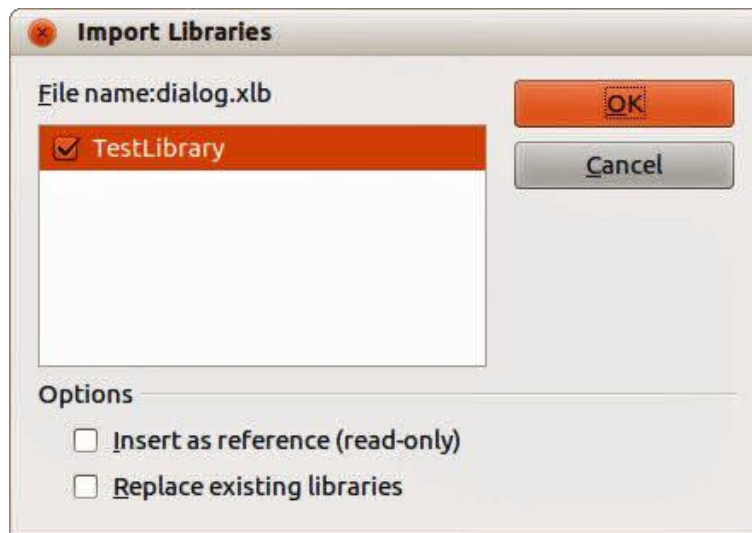 Import Libraries
File name:dialog.xlb
OK
TestLibrary
Cancel
Options
Insert as reference (read-only)
Replace existing libraries